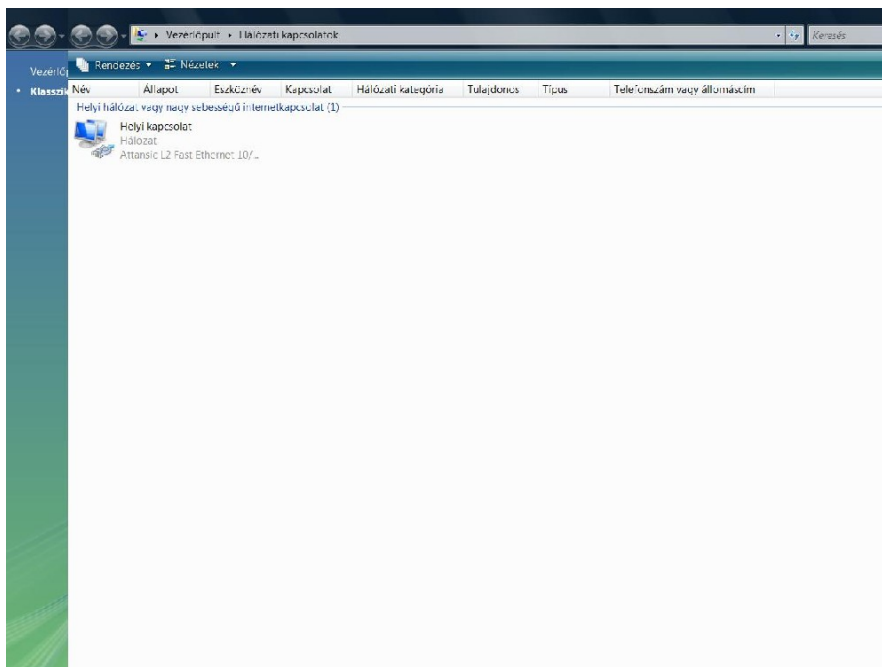 Vezérlőpult Hálózati kapcsolatok Keresés
Rendezés Nézetek
Klasszik Név Állapot Eszköznév Kapcsolat Hálózati kategória Tulajdonos Típus Telefonszám vagy állomáscím
Helyi hálózat vagy nagy sebességű internetkapcsolat (1)
Helyi kapcsolat
Hálózat
Attansic L2 Fast Ethernet 10/...